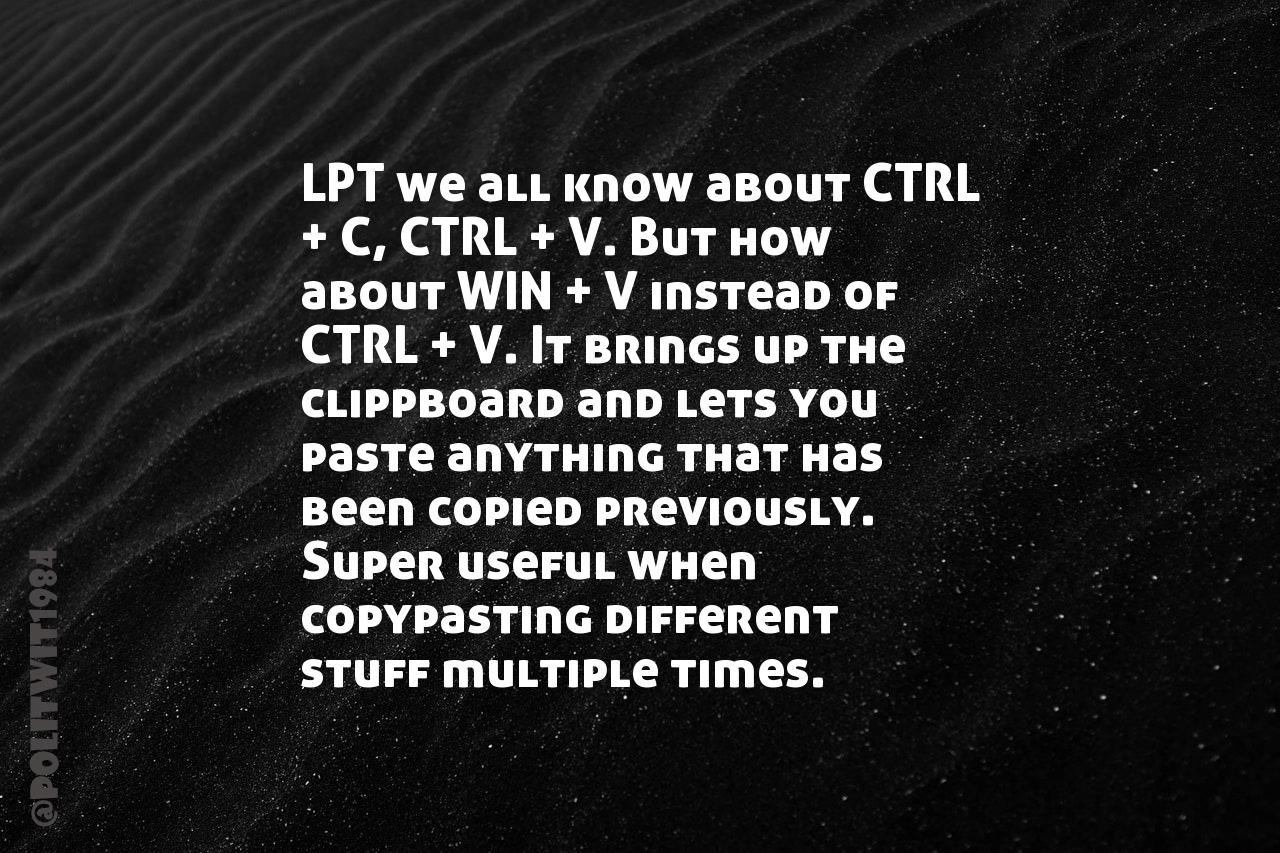 LPT we all know about CTRL
+ C, CTRL + V. But how
about WIN + V instead of
CTRL + V. It brings up the
clippboard and lets you
paste anything that has
been copied previously.
Super useful when
copypasting different
stuff multiple times.
@POLITWIT1984